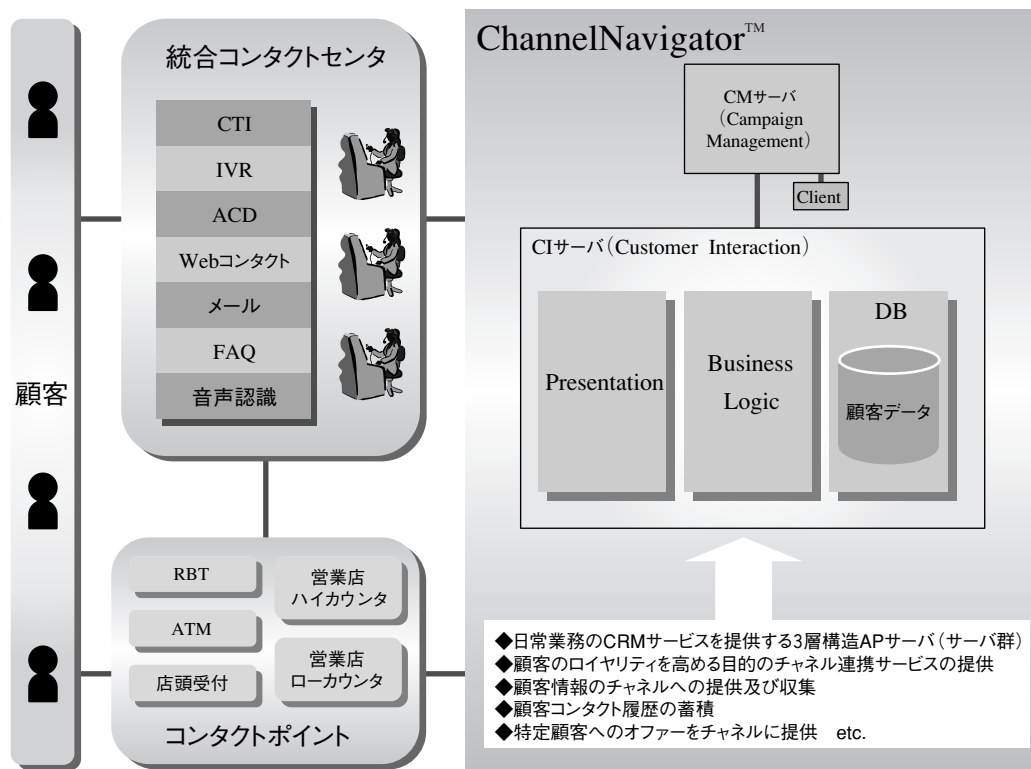 顧客
統合コンタクトセンタ
CTI
IVR
ACD
Webコンタクト
メール
FAQ
音声認識
RBT
ATM
店頭受付
営業店
ハイカウンタ
営業店
ローカウンタ
コンタクトポイント
ChannelNavigator™
CMサーバ
（Campaign
Management）
Client
CIサーバ（Customer Interaction）
Presentation
Business
Logic
DB
顧客データ
◆日常業務のCRMサービスを提供する3層構造APサーバ（サーバ群）
◆顧客のロイヤリティを高める目的のチャネル連携サービスの提供
◆顧客情報のチャネルへの提供及び収集
◆顧客コンタクト履歴の蓄積
◆特定顧客へのオファーをチャネルに提供　etc.